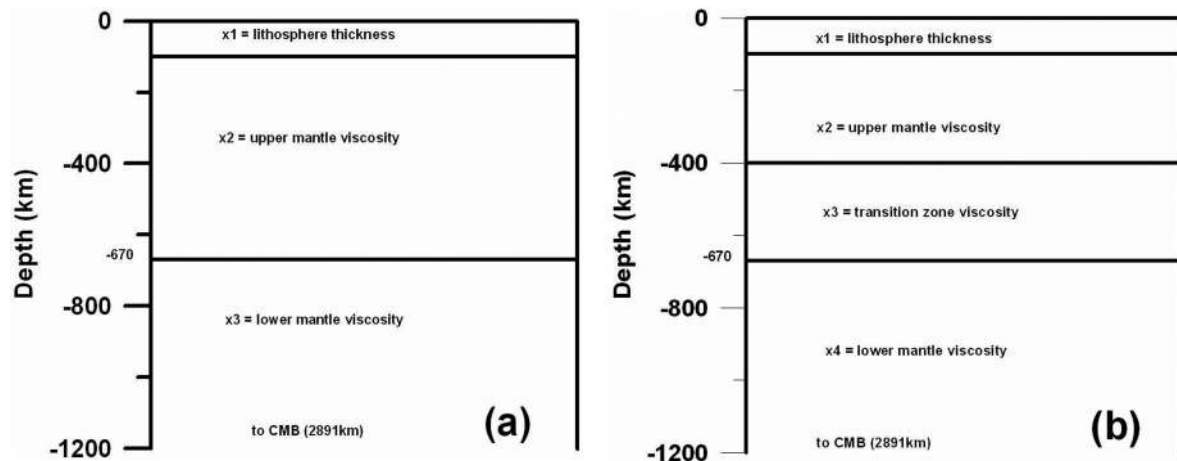 0
x1 = lithosphere thickness
x2 = upper mantle viscosity
-400
Depth (km)
-670
-800
x3 = lower mantle viscosity
to CMB (2891km)
(a)
-1200
0
x1 = lithosphere thickness
x2 = upper mantle viscosity
-400
Depth (km)
x3 = transition zone viscosity
-670
-800
x4 = lower mantle viscosity
to CMB (2891km)
(b)
-1200